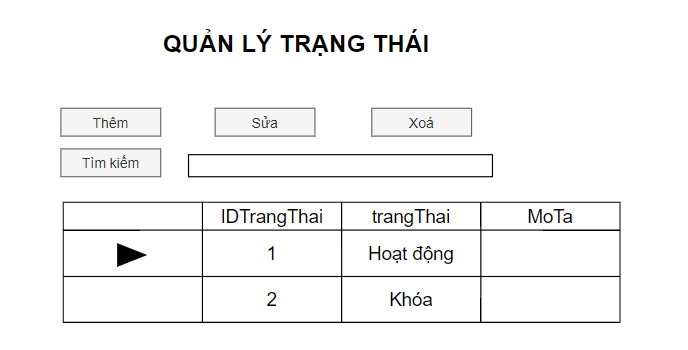 QUẢN LÝ TRẠNG THÁI
Thêm Sửa Xoá
Tìm kiếm
IDTrangThai trangThai MoTa
1 Hoạt động
2 Khóa